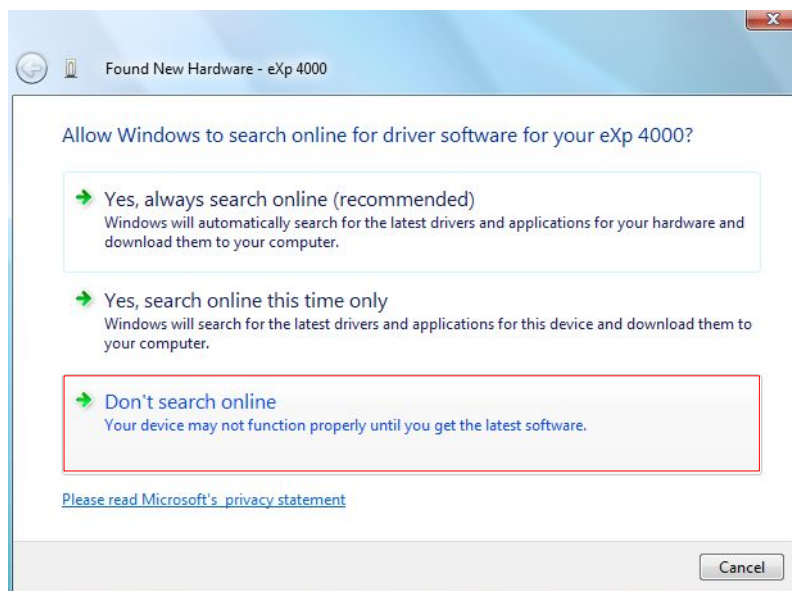 Found New Hardware - eXp 4000
Allow Windows to search online for driver software for your eXp 4000?
Yes, always search online (recommended)
Windows will automatically search for the latest drivers and applications for your hardware and
download them to your computer.
Yes, search online this time only
Windows will search for the latest drivers and applications for this device and download them to
your computer.
Don't search online
Your device may not function properly until you get the latest software.
Please read Microsoft's privacy statement
Cancel